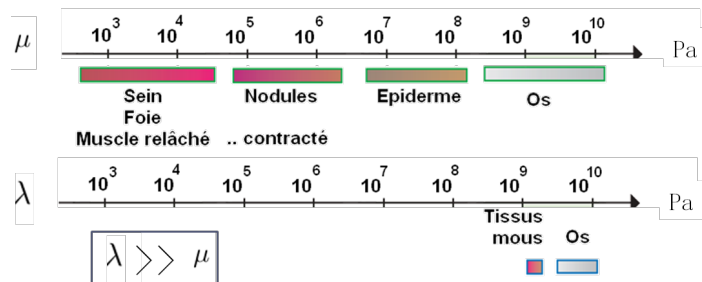 μ 10³ 10⁴ 10⁵ 10⁶ 10⁷ 10⁸ 10⁹ 10¹⁰ Pa
Sein Nodules Epiderme Os
Foie
Muscle relâché .. contracté
λ 10³ 10⁴ 10⁵ 10⁶ 10⁷ 10⁸ 10⁹ 10¹⁰ Pa
Tissus
mous Os
λ >> μ